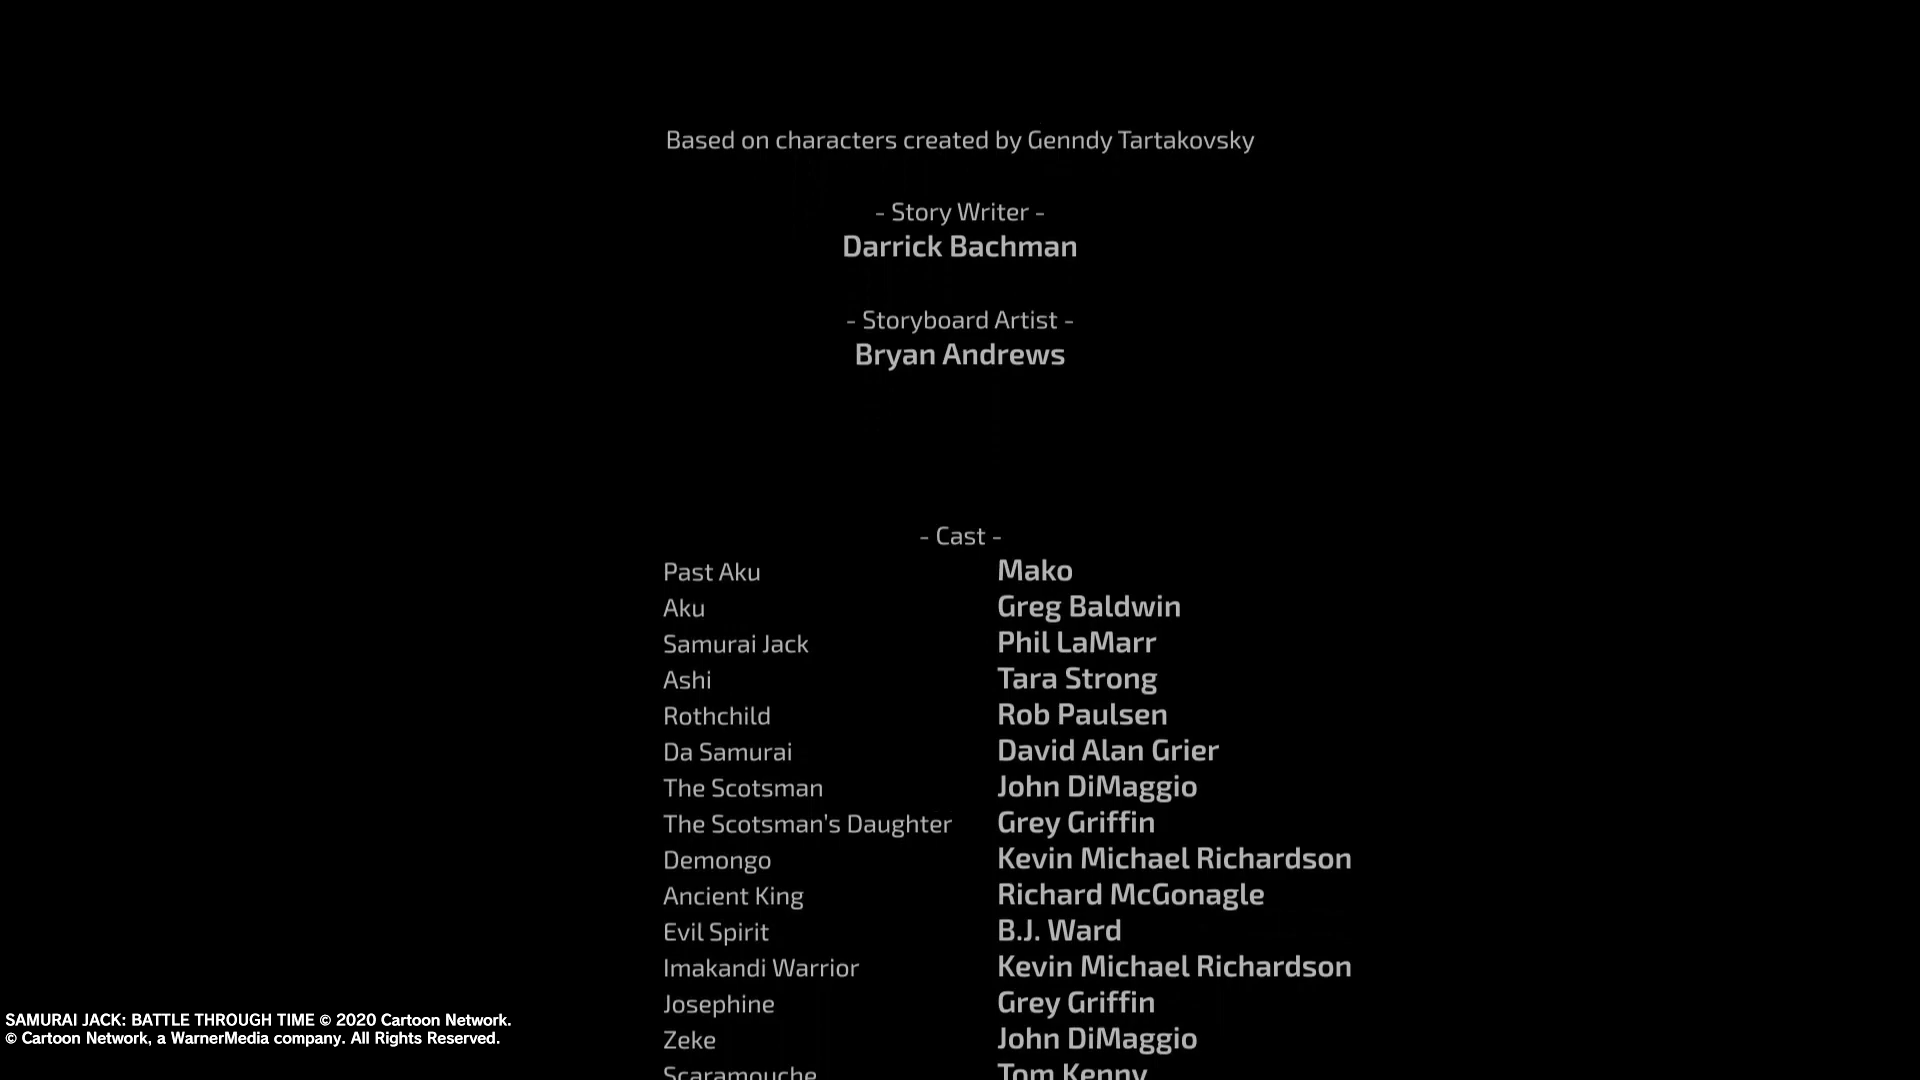 Based on characters created by Genndy Tartakovsky
- Story Writer -
Darrick Bachman
- Storyboard Artist -
Bryan Andrews
- Cast -
Past Aku Mako
Aku Greg Baldwin
Samurai Jack Phil LaMarr
Ashi Tara Strong
Rothchild Rob Paulsen
Da Samurai David Alan Grier
The Scotsman John DiMaggio
The Scotsman's Daughter Grey Griffin
Demongo Kevin Michael Richardson
Ancient King Richard McGonagle
Evil Spirit B.J. Ward
Imakandi Warrior Kevin Michael Richardson
Josephine Grey Griffin
Zeke John DiMaggio
Scaramouche Tom Kenny
SAMURAI JACK: BATTLE THROUGH TIME © 2020 Cartoon Network.
© Cartoon Network, a WarnerMedia company. All Rights Reserved.